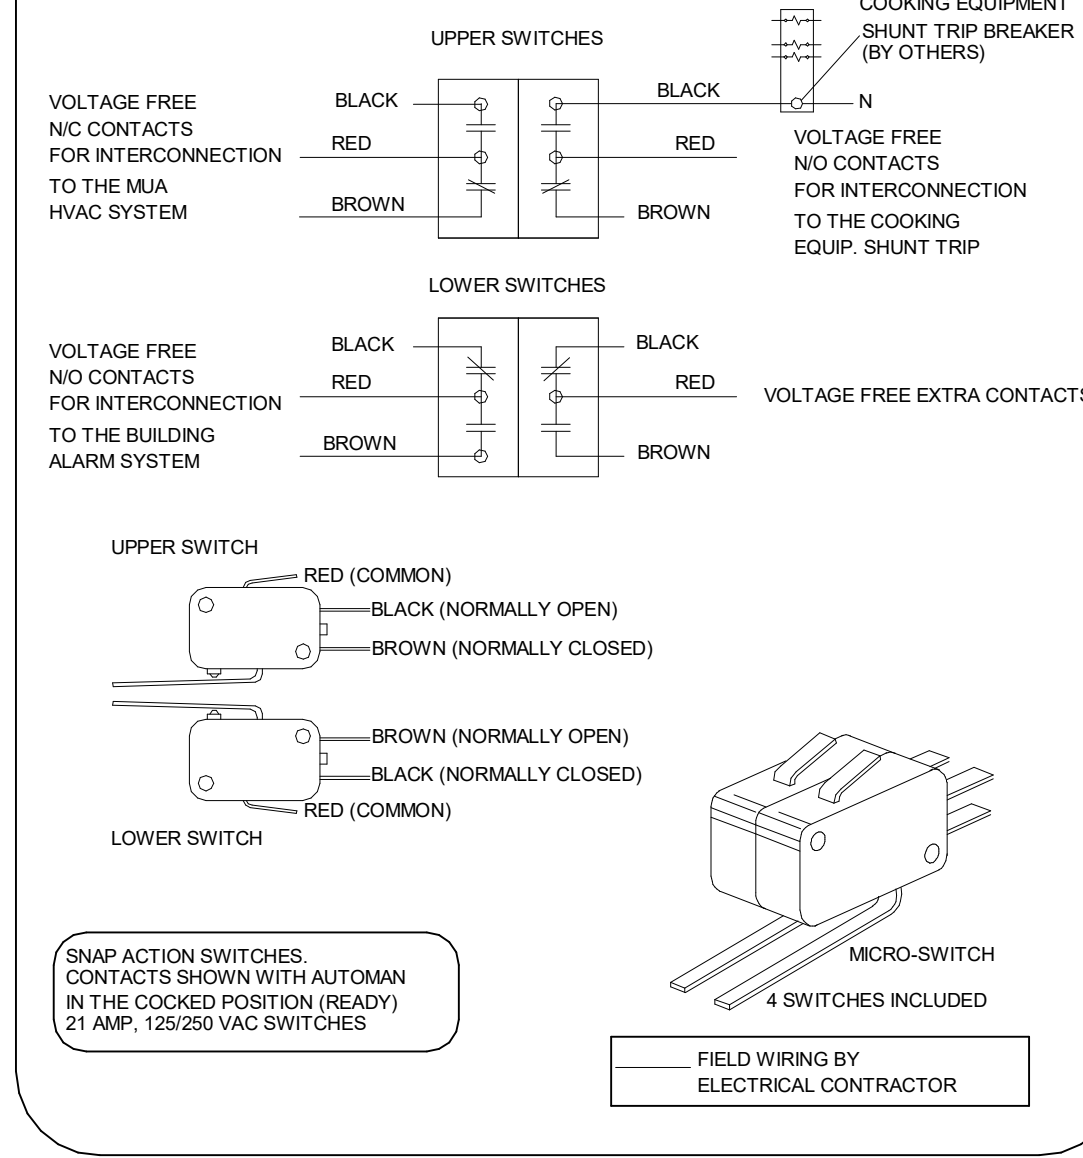 COOKING EQUIPMENT
SHUNT TRIP BREAKER
(BY OTHERS)
UPPER SWITCHES
VOLTAGE FREE
N/C CONTACTS
FOR INTERCONNECTION
TO THE MUA
HVAC SYSTEM
BLACK
RED
BROWN
BLACK
RED
BROWN
N
VOLTAGE FREE
N/O CONTACTS
FOR INTERCONNECTION
TO THE COOKING
EQUIP. SHUNT TRIP
LOWER SWITCHES
VOLTAGE FREE
N/O CONTACTS
FOR INTERCONNECTION
TO THE BUILDING
ALARM SYSTEM
BLACK
RED
BROWN
BLACK
RED
BROWN
VOLTAGE FREE EXTRA CONTACTS
UPPER SWITCH
RED (COMMON)
BLACK (NORMALLY OPEN)
BROWN (NORMALLY CLOSED)
BROWN (NORMALLY OPEN)
BLACK (NORMALLY CLOSED)
RED (COMMON)
LOWER SWITCH
SNAP ACTION SWITCHES.
CONTACTS SHOWN WITH AUTOMAN
IN THE COCKED POSITION (READY)
21 AMP, 125/250 VAC SWITCHES
MICRO-SWITCH
4 SWITCHES INCLUDED
FIELD WIRING BY
ELECTRICAL CONTRACTOR